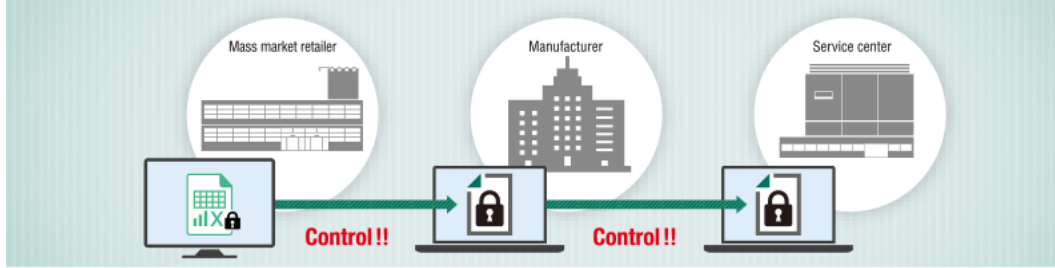 Mass market retailer
Manufacturer
Service center
X
Control!!
Control!!